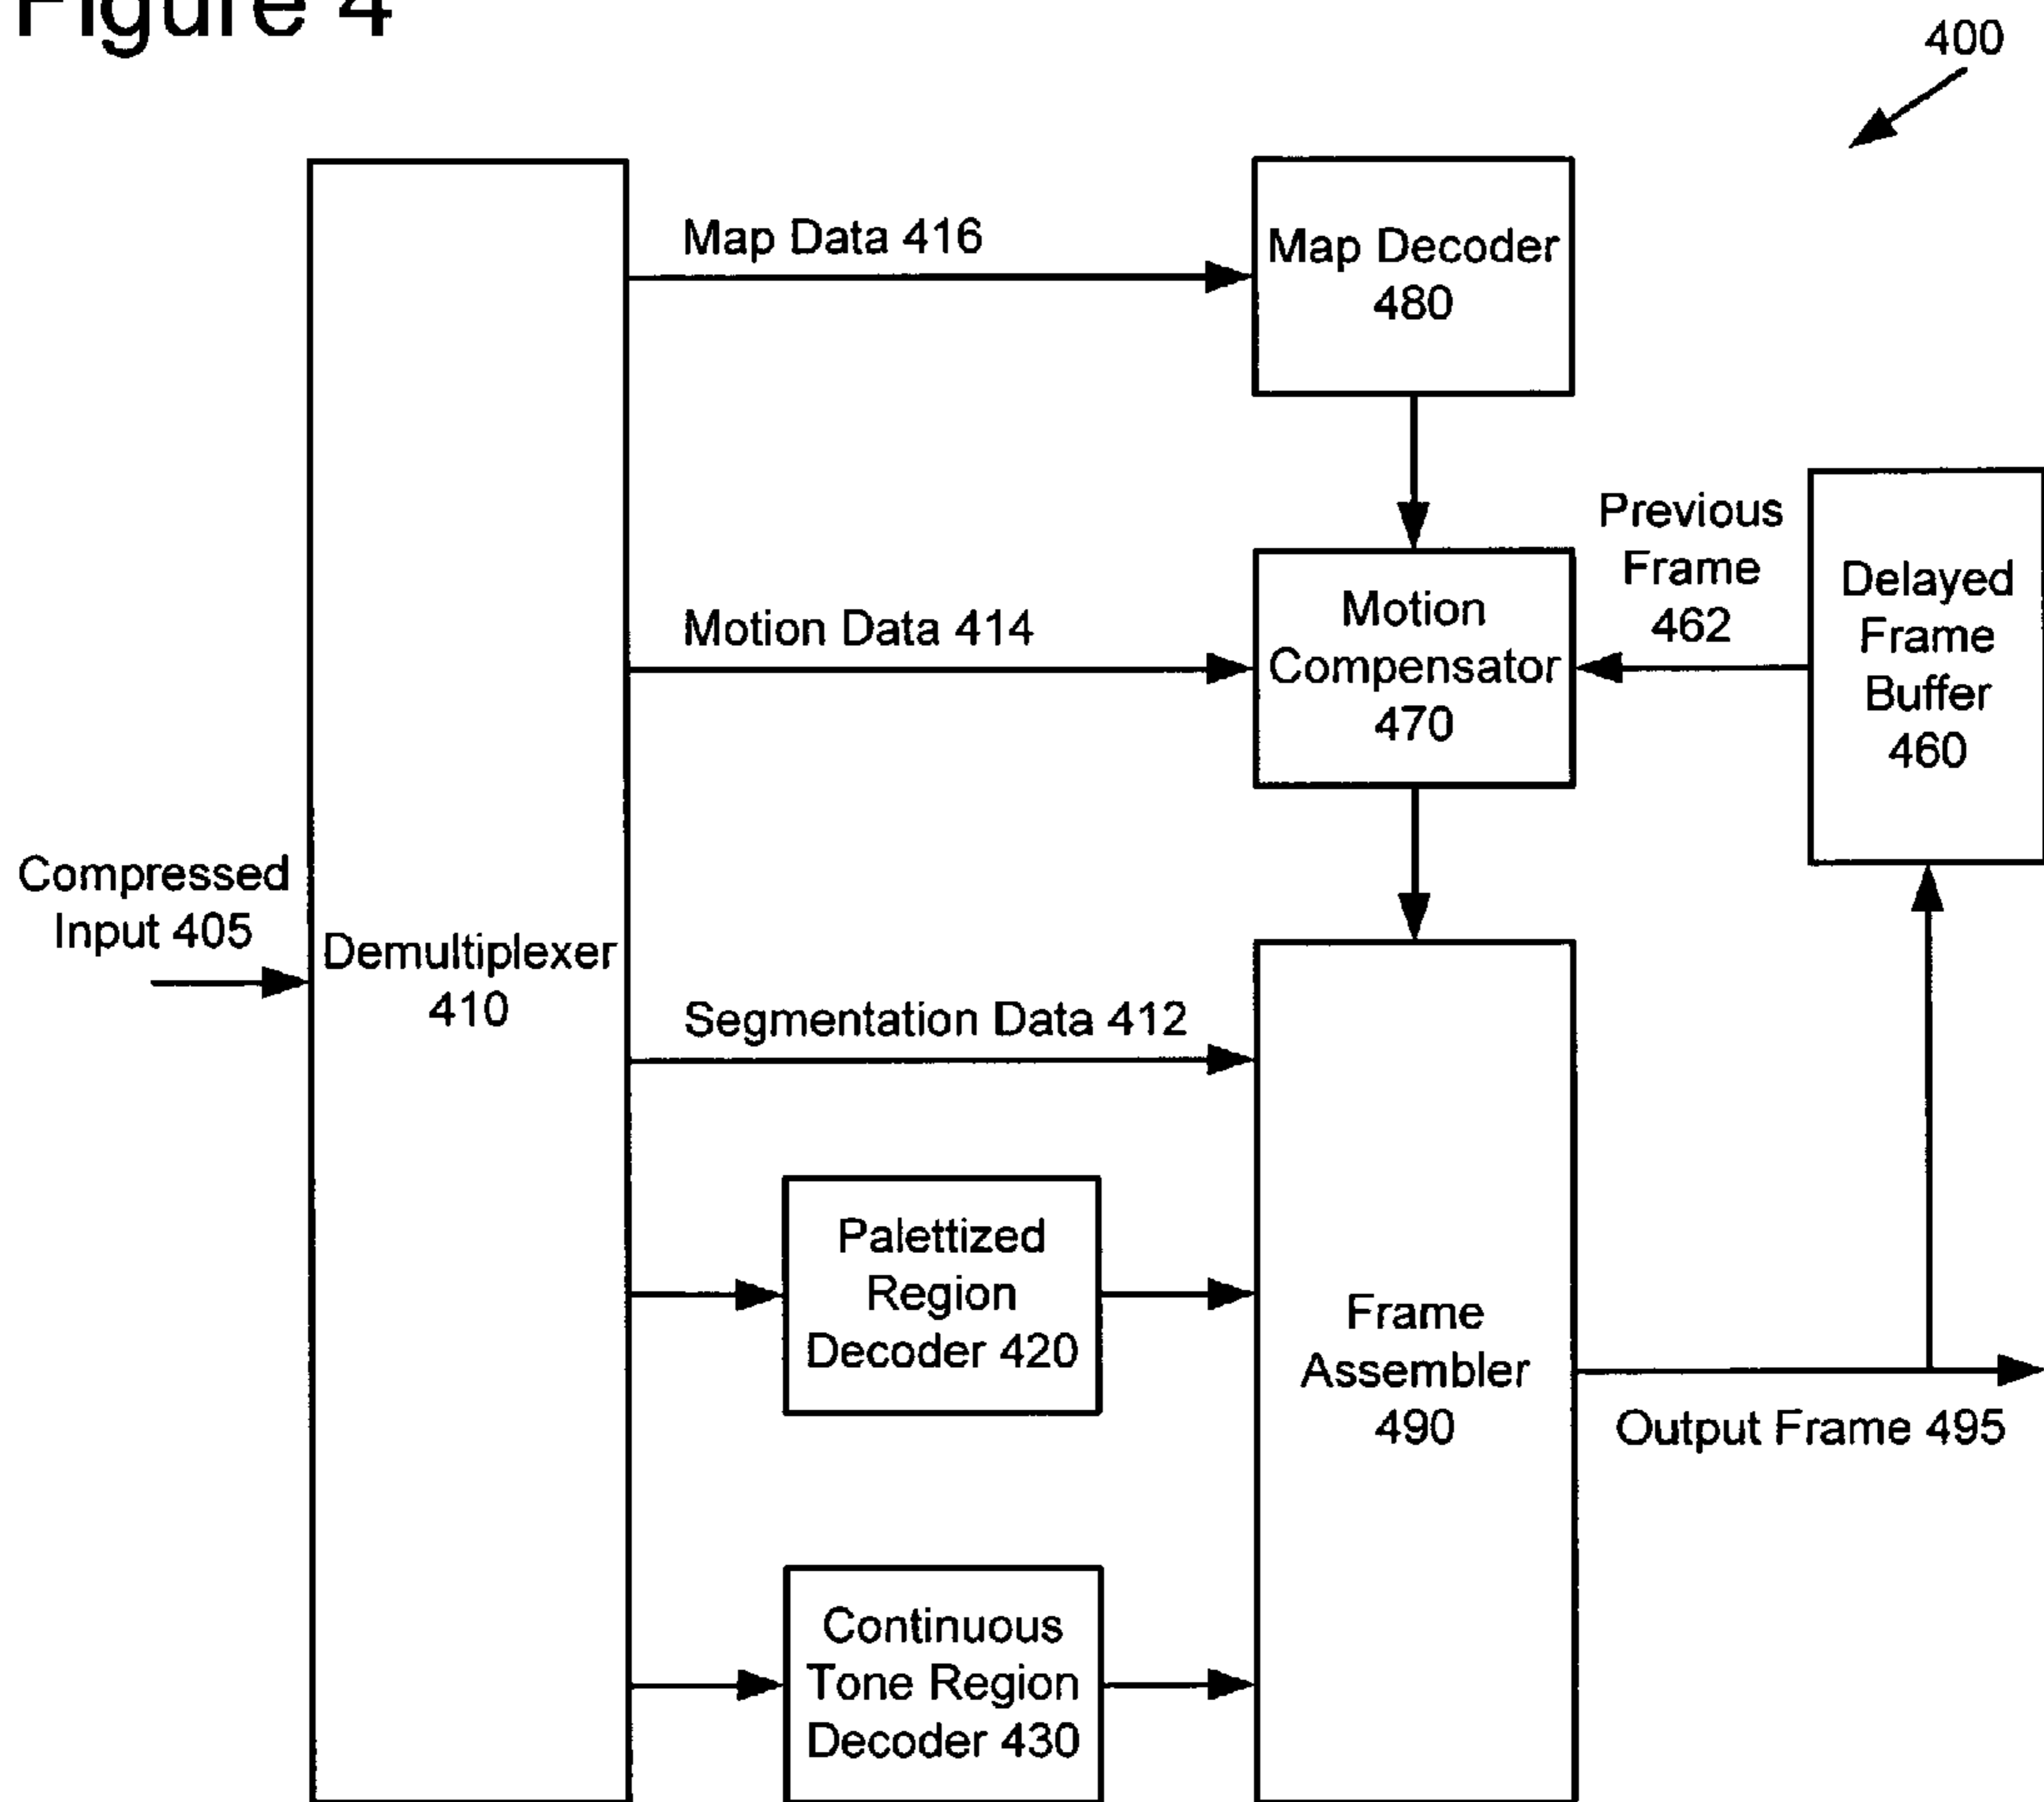 Figure 4
400
Map Data 416
Map Decoder
480
Previous
Frame
462
Delayed
Frame
Buffer
460
Motion Data 414
Motion
Compensator
470
Compressed
Input 405
Demultiplexer
410
Segmentation Data 412
Palettized
Region
Decoder 420
Frame
Assembler
490
Output Frame 495
Continuous
Tone Region
Decoder 430